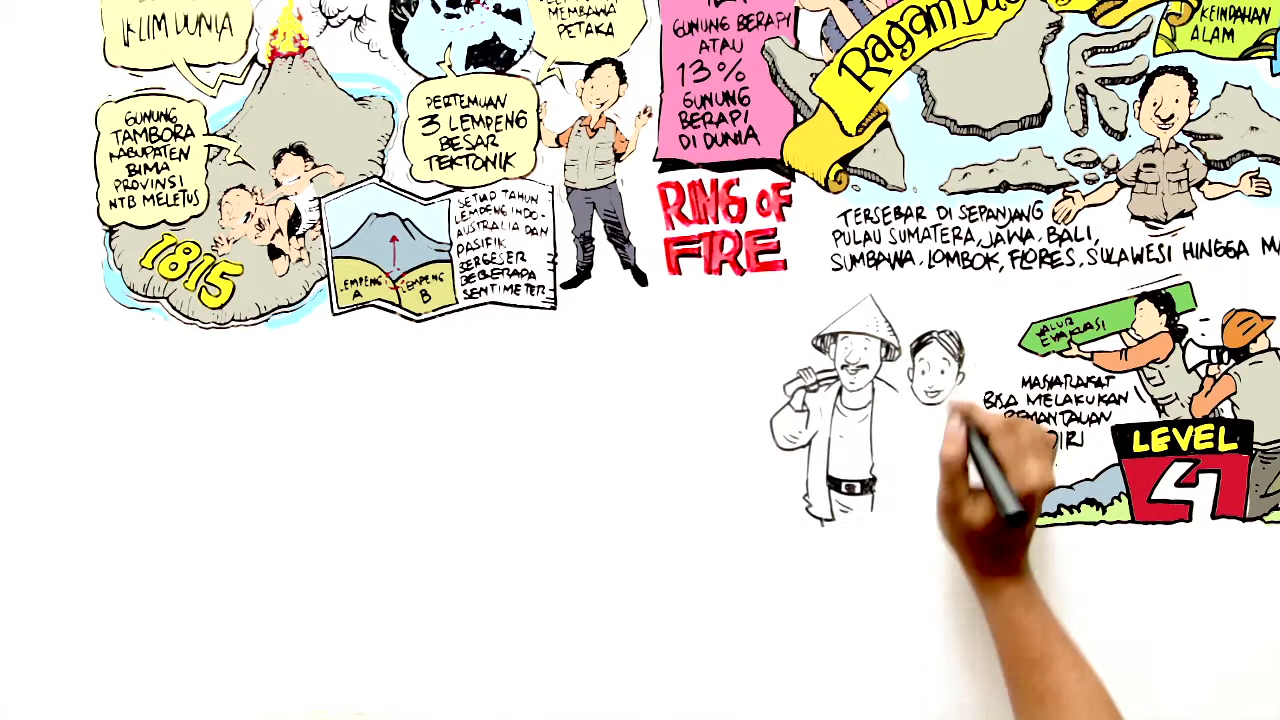 IKLIM DUNIA
GUNUNG
TAMBORA
KABUPATEN
BIMA
PROVINSI
NTB MELETUS
1815
MEMBAWA
PETAKA
PERTEMUAN
3 LEMPENG
BESAR
TEKTONIK
LEMPENG
A
LEMPENG
B
SETIAP TAHUN
LEMPENG INDO-
AUSTRALIA DAN
PASIFIK
BERGESER
BEBERAPA
SENTIMETER
GUNUNG BERAPI
ATAU
13%
GUNUNG
BERAPI
DI DUNIA
RING OF
FIRE
Ragam
KEINDAHAN
ALAM
TERSEBAR DI SEPANJANG
PULAU SUMATERA, JAWA, BALI,
SUMBAWA, LOMBOK, FLORES, SULAWESI HINGGA
JALUR
EVAKUASI
MASYARAKAT
BISA MELAKUKAN
PEMANTAUAN
LEVEL
4